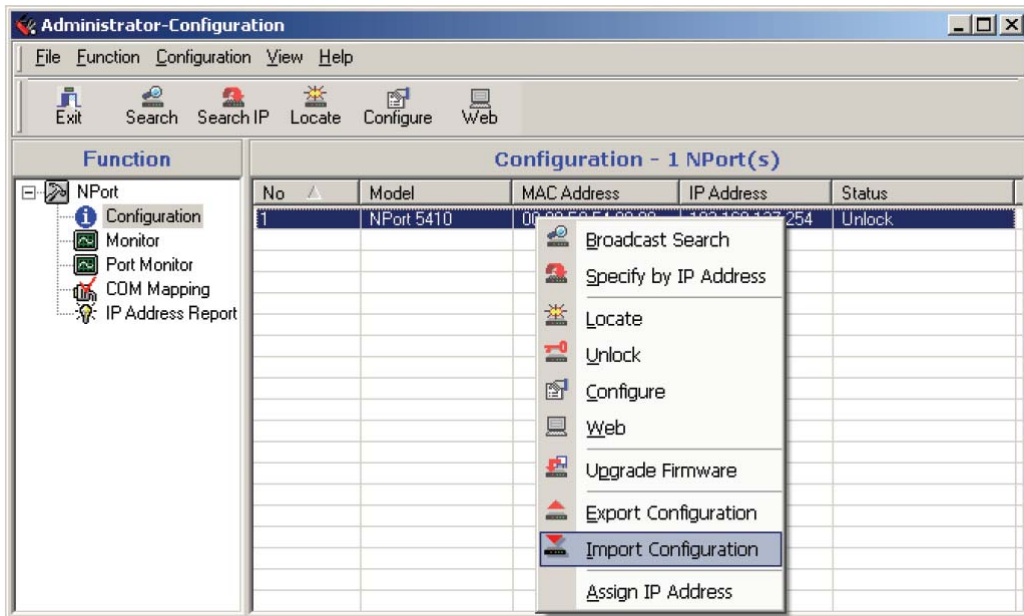 Administrator-Configuration
File Function Configuration View Help
Exit Search Search IP Locate Configure Web
Function
Configuration - 1 NPort(s)
NPort
Configuration
Monitor
Port Monitor
COM Mapping
IP Address Report
No Model MAC Address IP Address Status
1 NPort 5410 254 Unlock
Broadcast Search
Specify by IP Address
Locate
Unlock
Configure
Web
Upgrade Firmware
Export Configuration
Import Configuration
Assign IP Address